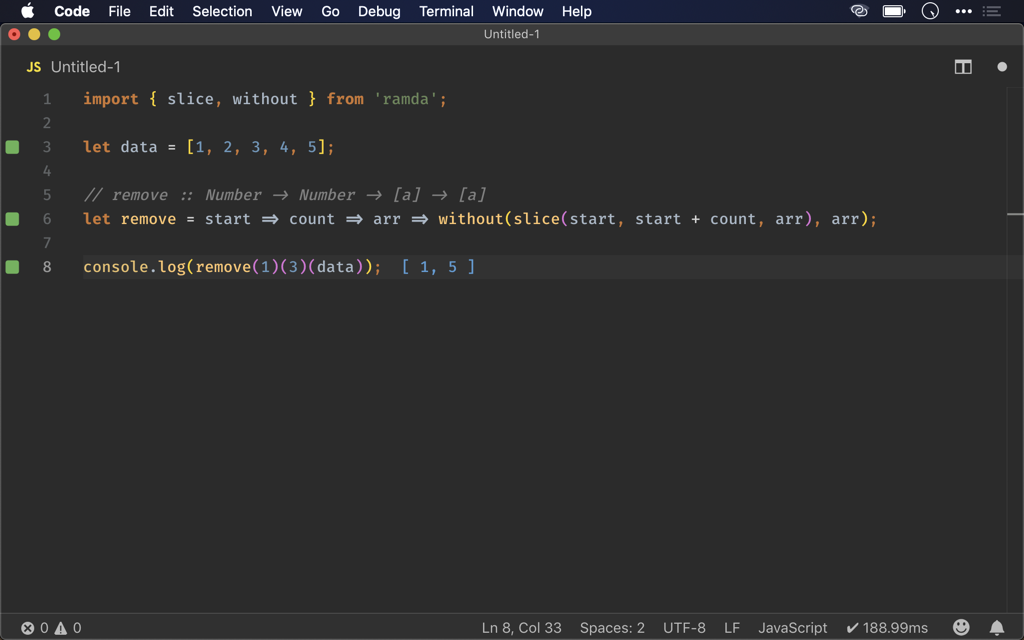 Code File Edit Selection View Go Debug Terminal Window Help
Untitled-1
JS Untitled-1
1 import { slice, without } from 'ramda';
2
3 let data = [1, 2, 3, 4, 5];
4
5 // remove :: Number → Number → [a] → [a]
6 let remove = start ⇒ count ⇒ arr ⇒ without(slice(start, start + count, arr), arr);
7
8 console.log(remove(1)(3)(data)); [ 1, 5 ]
0 0 Ln 8, Col 33 Spaces: 2 UTF-8 LF JavaScript ✔ 188.99ms